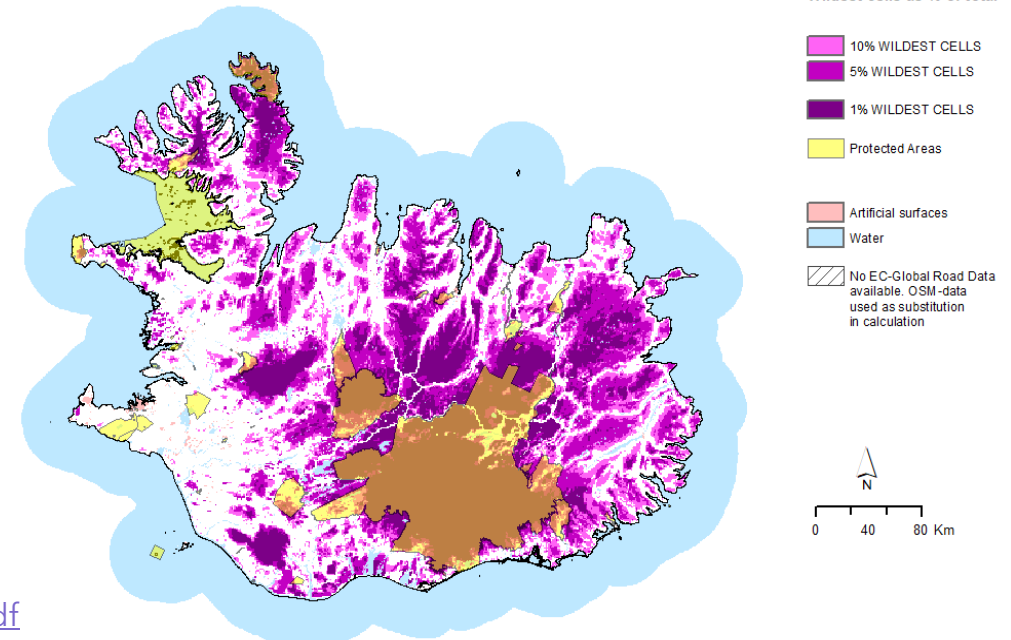 10% WILDEST CELLS
5% WILDEST CELLS
1% WILDEST CELLS
Protected Areas
Artificial surfaces
Water
No EC-Global Road Data
available. OSM-data
used as substitution
in calculation
N
0 40 80 Km
df